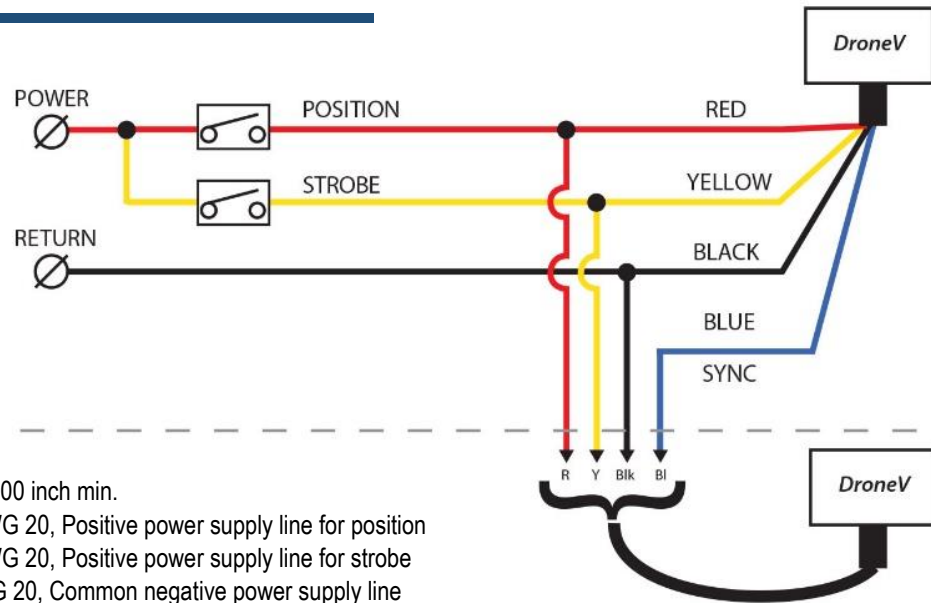 DroneV
POWER
POSITION
RED
STROBE
YELLOW
RETURN
BLACK
BLUE
SYNC
R Y Blk Bl
DroneV
00 inch min.
20, Positive power supply line for position
20, Positive power supply line for strobe
20, Common negative power supply line